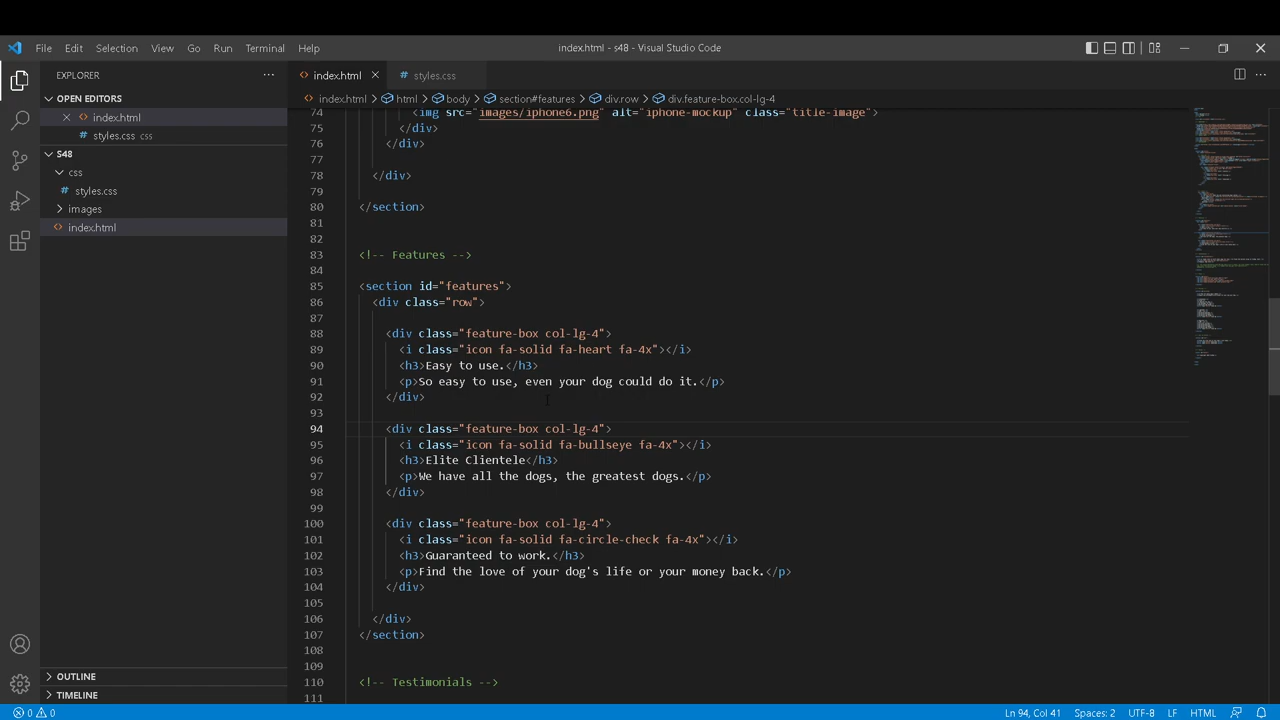 File Edit Selection View Go Run Terminal Help
index.html - s48 - Visual Studio Code
EXPLORER
OPEN EDITORS
index.html
styles.css css
S48
css
styles.css
images
index.html
OUTLINE
TIMELINE
index.html styles.css
index.html > html > body > section#features > div.row > div.feature-box.col-lg-4
74 <img src="images/iphone6.png" alt="iphone-mockup" class="title-image">
75 </div>
76 </div>
77
78 </div>
79
80 </section>
81
82
83 <!-- Features -->
84
85 <section id="features">
86 <div class="row">
87
88 <div class="feature-box col-lg-4">
89 <i class="icon fa-solid fa-heart fa-4x"></i>
90 <h3>Easy to use.</h3>
91 <p>So easy to use, even your dog could do it.</p>
92 </div>
93
94 <div class="feature-box col-lg-4">
95 <i class="icon fa-solid fa-bullseye fa-4x"></i>
96 <h3>Elite Clientele</h3>
97 <p>We have all the dogs, the greatest dogs.</p>
98 </div>
99
100 <div class="feature-box col-lg-4">
101 <i class="icon fa-solid fa-circle-check fa-4x"></i>
102 <h3>Guaranteed to work.</h3>
103 <p>Find the love of your dog's life or your money back.</p>
104 </div>
105
106 </div>
107 </section>
108
109
110 <!-- Testimonials -->
111
0 0 Ln 94, Col 41 Spaces: 2 UTF-8 LF HTML